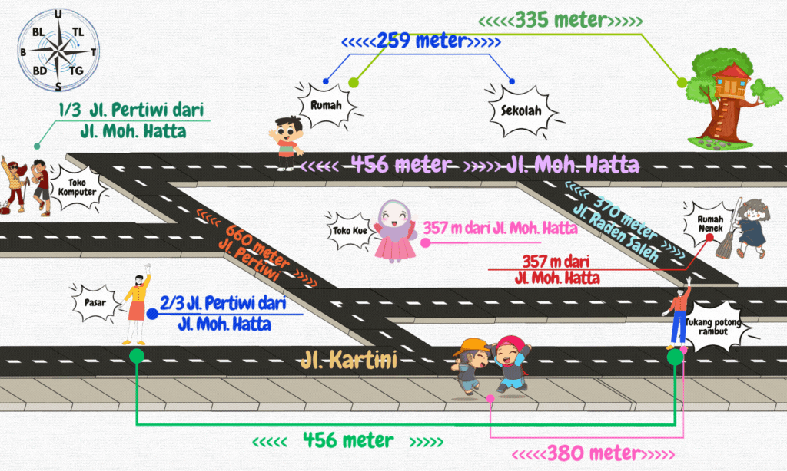 U
BL TL
B T
BD TG
S
<<<<<335 meter>>>>>
<<<<<259 meter>>>>>
Rumah
Sekolah
1/3 Jl. Pertiwi dari
Jl. Moh. Hatta
<<<<< 456 meter >>>>> Jl. Moh. Hatta
Toko
Komputer
<<<<< 660 meter >>>>>
Jl. Pertiwi
Toko Kue
357 m dari Jl. Moh. Hatta
<<<<< 370 meter >>>>>
Jl. Raden Saleh
Rumah
Nenek
357 m dari
Jl. Moh. Hatta
Pasar
2/3 Jl. Pertiwi dari
Jl. Moh. Hatta
Tukang potong
rambut
Jl. Kartini
<<<<< 456 meter >>>>>
<<<<<380 meter>>>>>